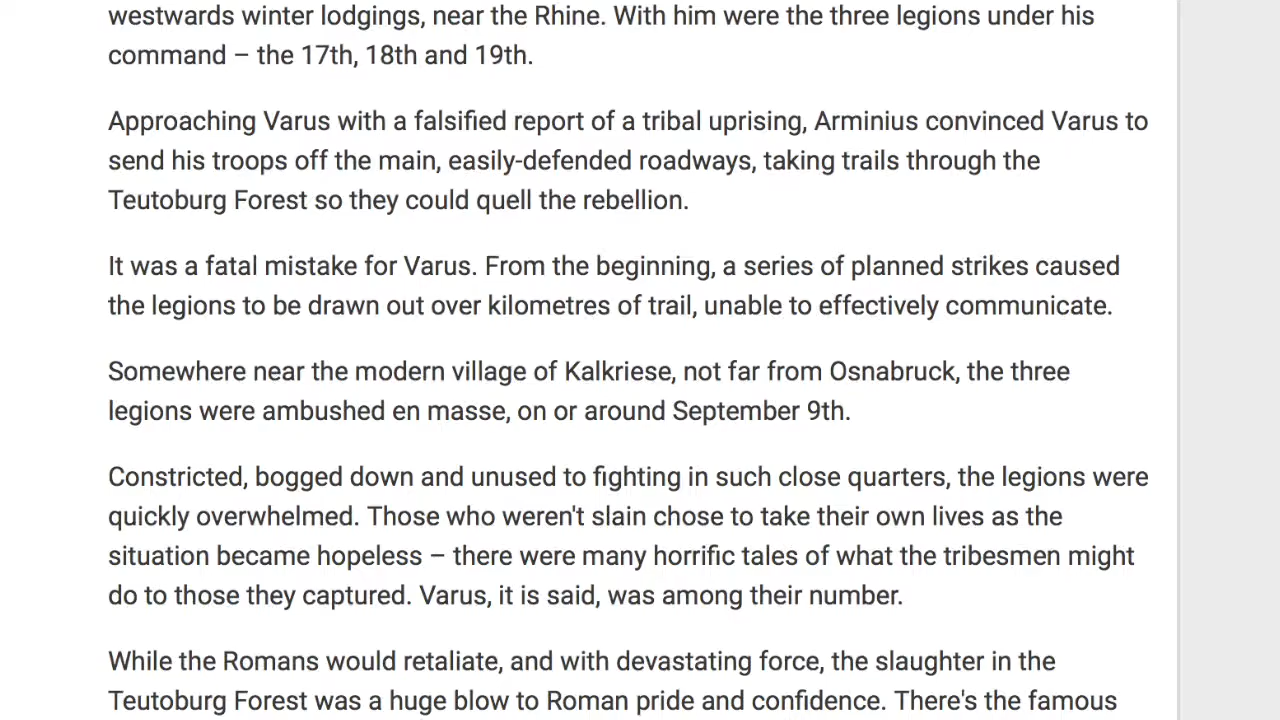 westwards winter lodgings, near the Rhine. With him were the three legions under his
command – the 17th, 18th and 19th.
Approaching Varus with a falsified report of a tribal uprising, Arminius convinced Varus to
send his troops off the main, easily-defended roadways, taking trails through the
Teutoburg Forest so they could quell the rebellion.
It was a fatal mistake for Varus. From the beginning, a series of planned strikes caused
the legions to be drawn out over kilometres of trail, unable to effectively communicate.
Somewhere near the modern village of Kalkriese, not far from Osnabruck, the three
legions were ambushed en masse, on or around September 9th.
Constricted, bogged down and unused to fighting in such close quarters, the legions were
quickly overwhelmed. Those who weren't slain chose to take their own lives as the
situation became hopeless – there were many horrific tales of what the tribesmen might
do to those they captured. Varus, it is said, was among their number.
While the Romans would retaliate, and with devastating force, the slaughter in the
Teutoburg Forest was a huge blow to Roman pride and confidence. There's the famous